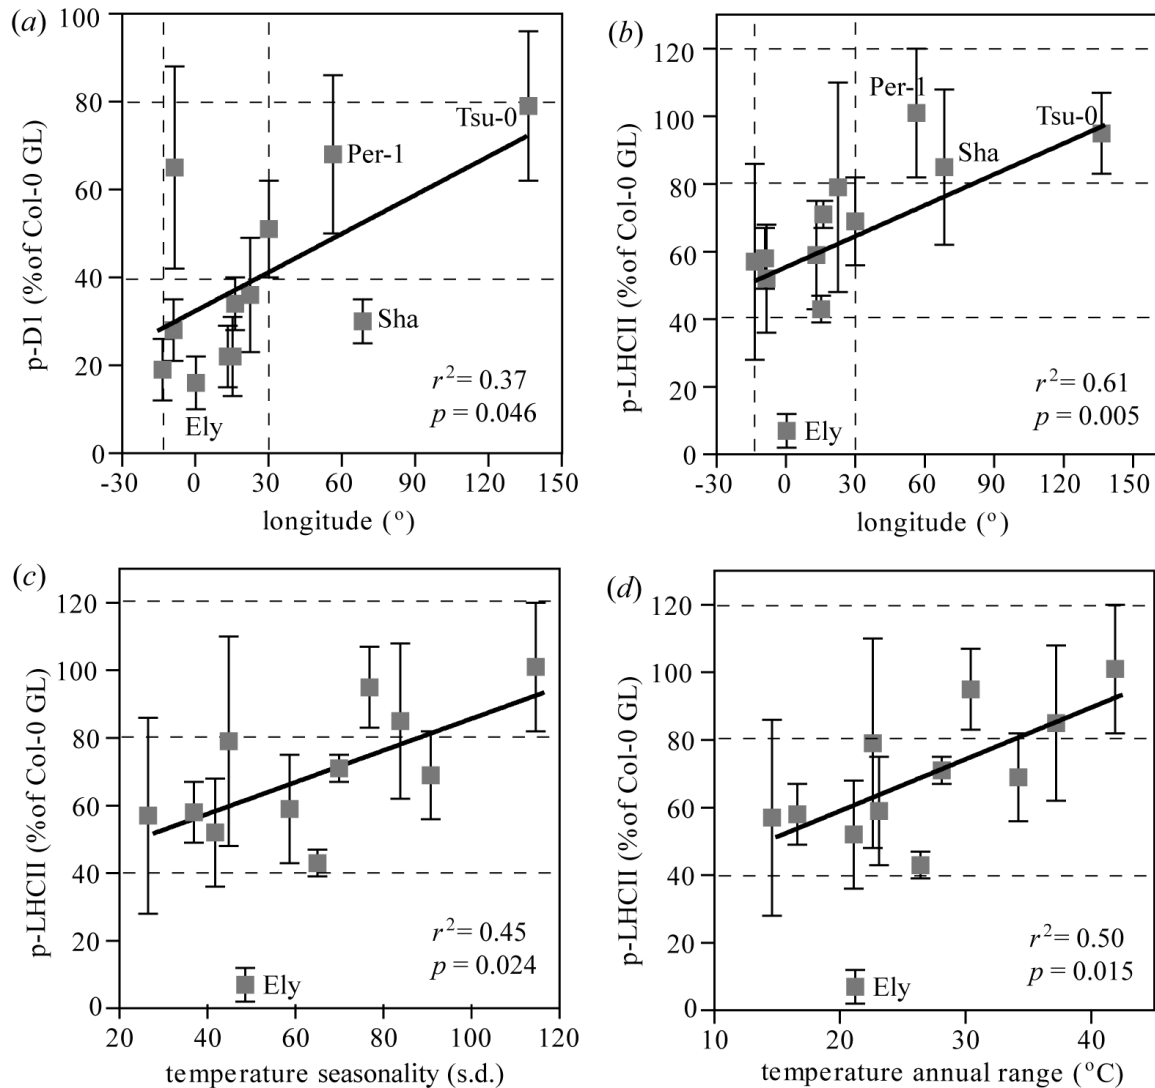 (a)
100
80
60
40
20
0
p-D1 (%of Col-0 GL)
Tsu-0
Per-1
Sha
Ely
r²= 0.37
p = 0.046
-30 0 30 60 90 120 150
longitude (°)
(b)
120
100
80
60
40
20
0
p-LHCII (%of Col-0 GL)
Per-1
Tsu-0
Sha
Ely
r²= 0.61
p = 0.005
-30 0 30 60 90 120 150
longitude (°)
(c)
120
100
80
60
40
20
0
p-LHCII (%of Col-0 GL)
Ely
r²= 0.45
p = 0.024
20 40 60 80 100 120
temperature seasonality (s.d.)
(d)
120
100
80
60
40
20
0
p-LHCII (%of Col-0 GL)
Ely
r²= 0.50
p = 0.015
10 20 30 40
temperature annual range (°C)